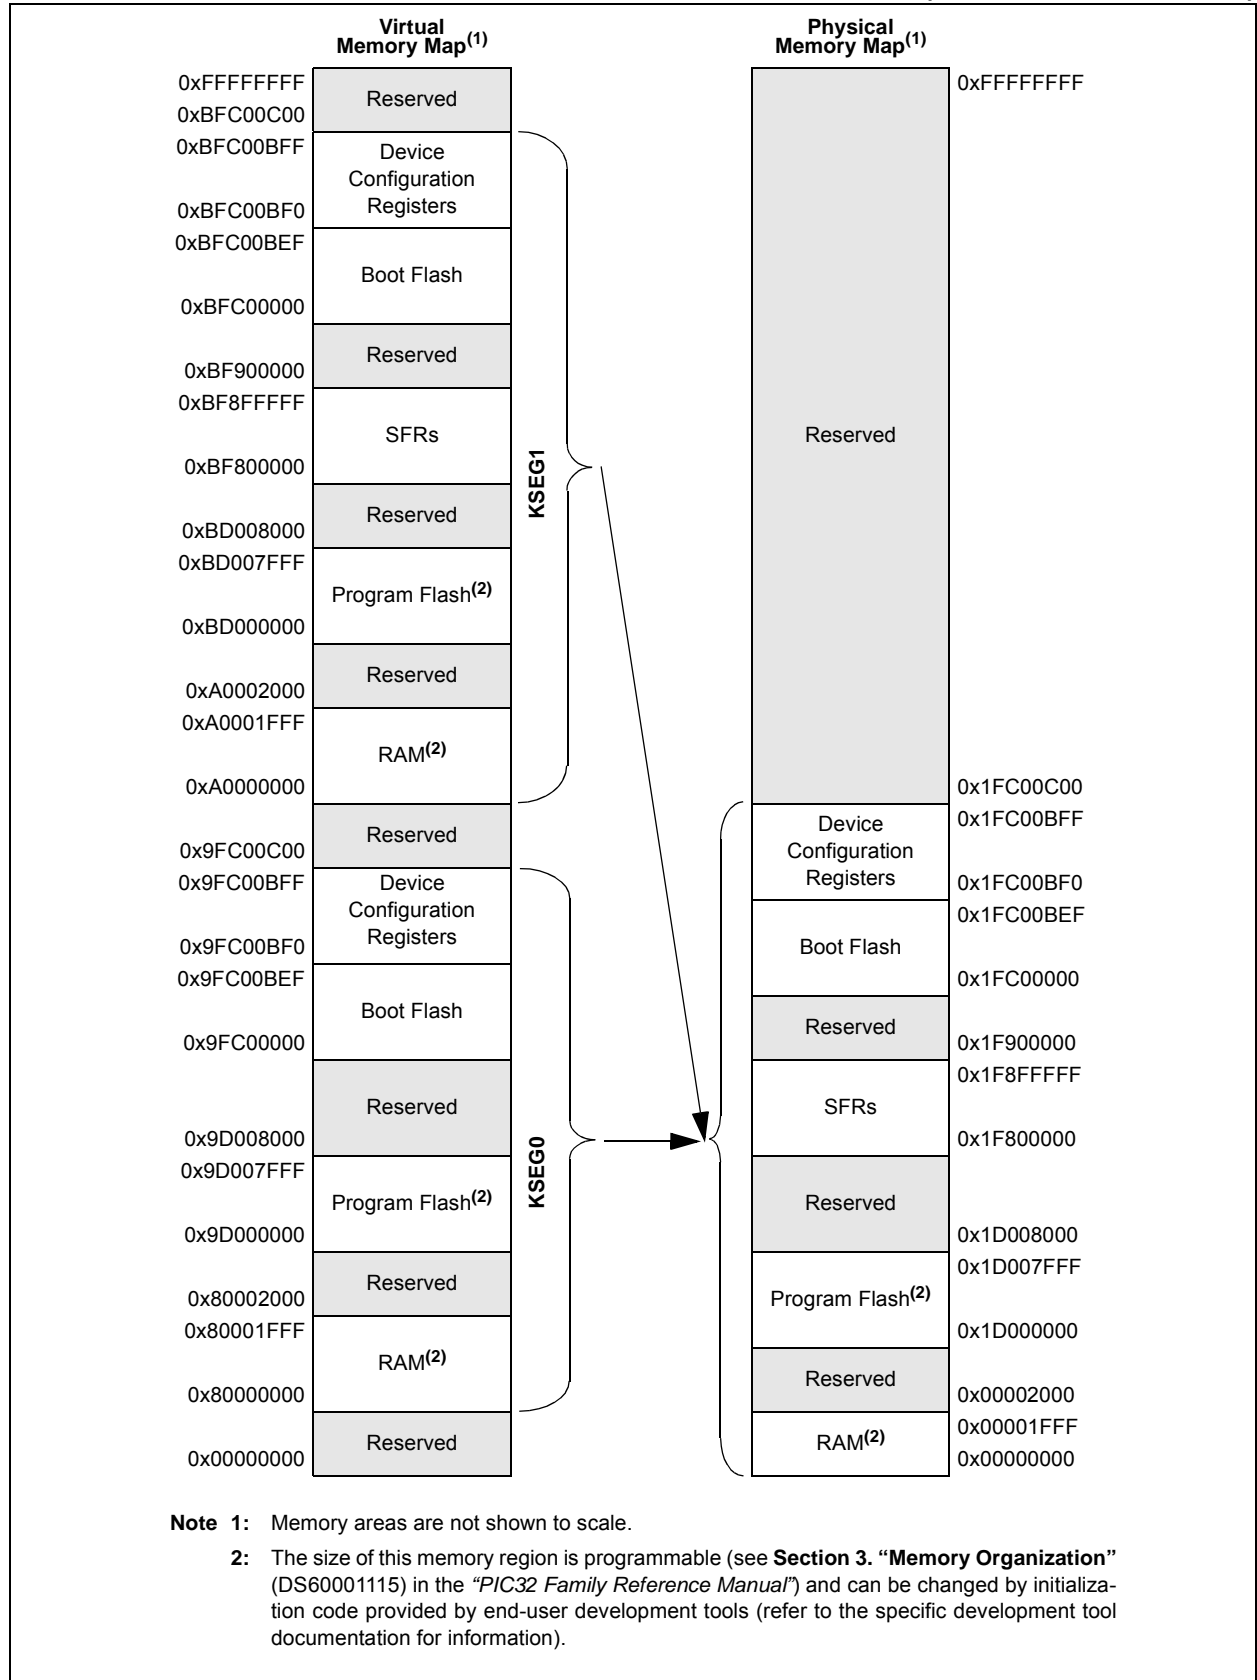 Virtual
Memory Map(1)
0xFFFFFFFF
Reserved
0xBFC00C00
0xBFC00BFF
Device
Configuration
Registers
0xBFC00BF0
0xBFC00BEF
Boot Flash
0xBFC00000
Reserved
0xBF900000
0xBF8FFFFF
SFRs
0xBF800000
Reserved
0xBD008000
0xBD007FFF
Program Flash(2)
0xBD000000
Reserved
0xA0002000
0xA0001FFF
RAM(2)
0xA0000000
KSEG1
Reserved
0x9FC00C00
0x9FC00BFF
Device
Configuration
Registers
0x9FC00BF0
0x9FC00BEF
Boot Flash
0x9FC00000
Reserved
0x9D008000
0x9D007FFF
Program Flash(2)
0x9D000000
Reserved
0x80002000
0x80001FFF
RAM(2)
0x80000000
KSEG0
Reserved
0x00000000
Physical
Memory Map(1)
0xFFFFFFFF
Reserved
0x1FC00C00
0x1FC00BFF
Device
Configuration
Registers
0x1FC00BF0
0x1FC00BEF
Boot Flash
0x1FC00000
Reserved
0x1F900000
0x1F8FFFFF
SFRs
0x1F800000
Reserved
0x1D008000
0x1D007FFF
Program Flash(2)
0x1D000000
Reserved
0x00002000
0x00001FFF
RAM(2)
0x00000000
Note 1: Memory areas are not shown to scale.
2: The size of this memory region is programmable (see Section 3. “Memory Organization”
(DS60001115) in the “PIC32 Family Reference Manual”) and can be changed by initializa-
tion code provided by end-user development tools (refer to the specific development tool
documentation for information).